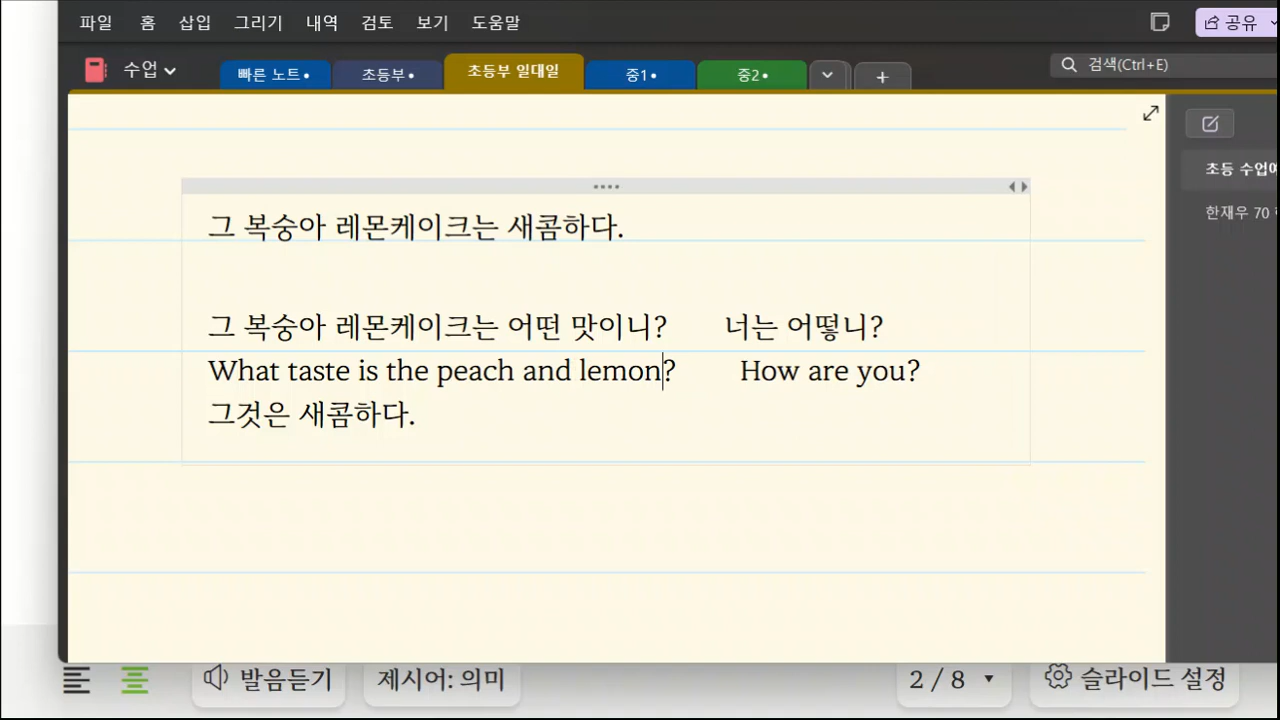 파일 홈 삽입 그리기 내역 검토 보기 도움말 공유
수업 빠른 노트• 초등부• 초등부 일대일 중1• 중2• + 검색(Ctrl+E)
그 복숭아 레몬케이크는 새콤하다.
초등 수업
한재우 70
그 복숭아 레몬케이크는 어떤 맛이니? 너는 어떻니?
What taste is the peach and lemon? How are you?
그것은 새콤하다.
발음듣기 제시어: 의미 2 / 8 슬라이드 설정